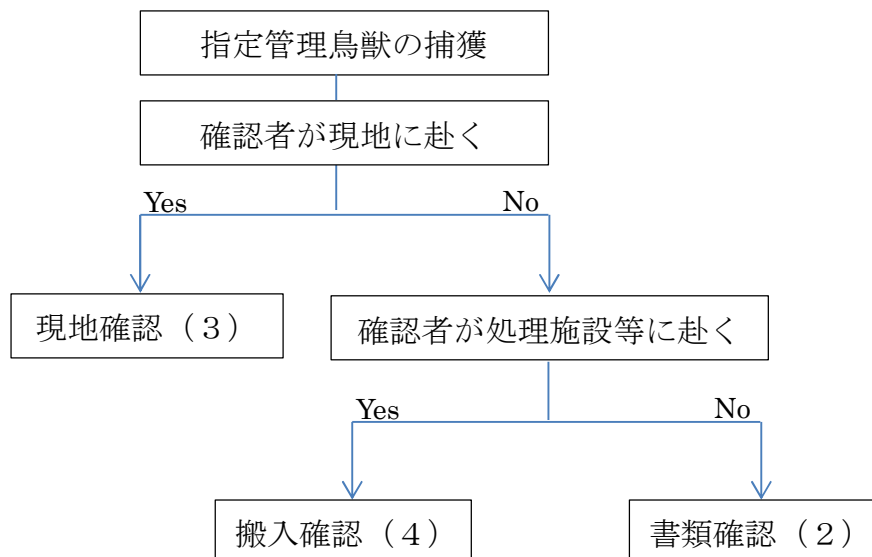 指定管理鳥獣の捕獲
確認者が現地に赴く
Yes
No
現地確認（３）
確認者が処理施設等に赴く
Yes
No
搬入確認（４）
書類確認（２）